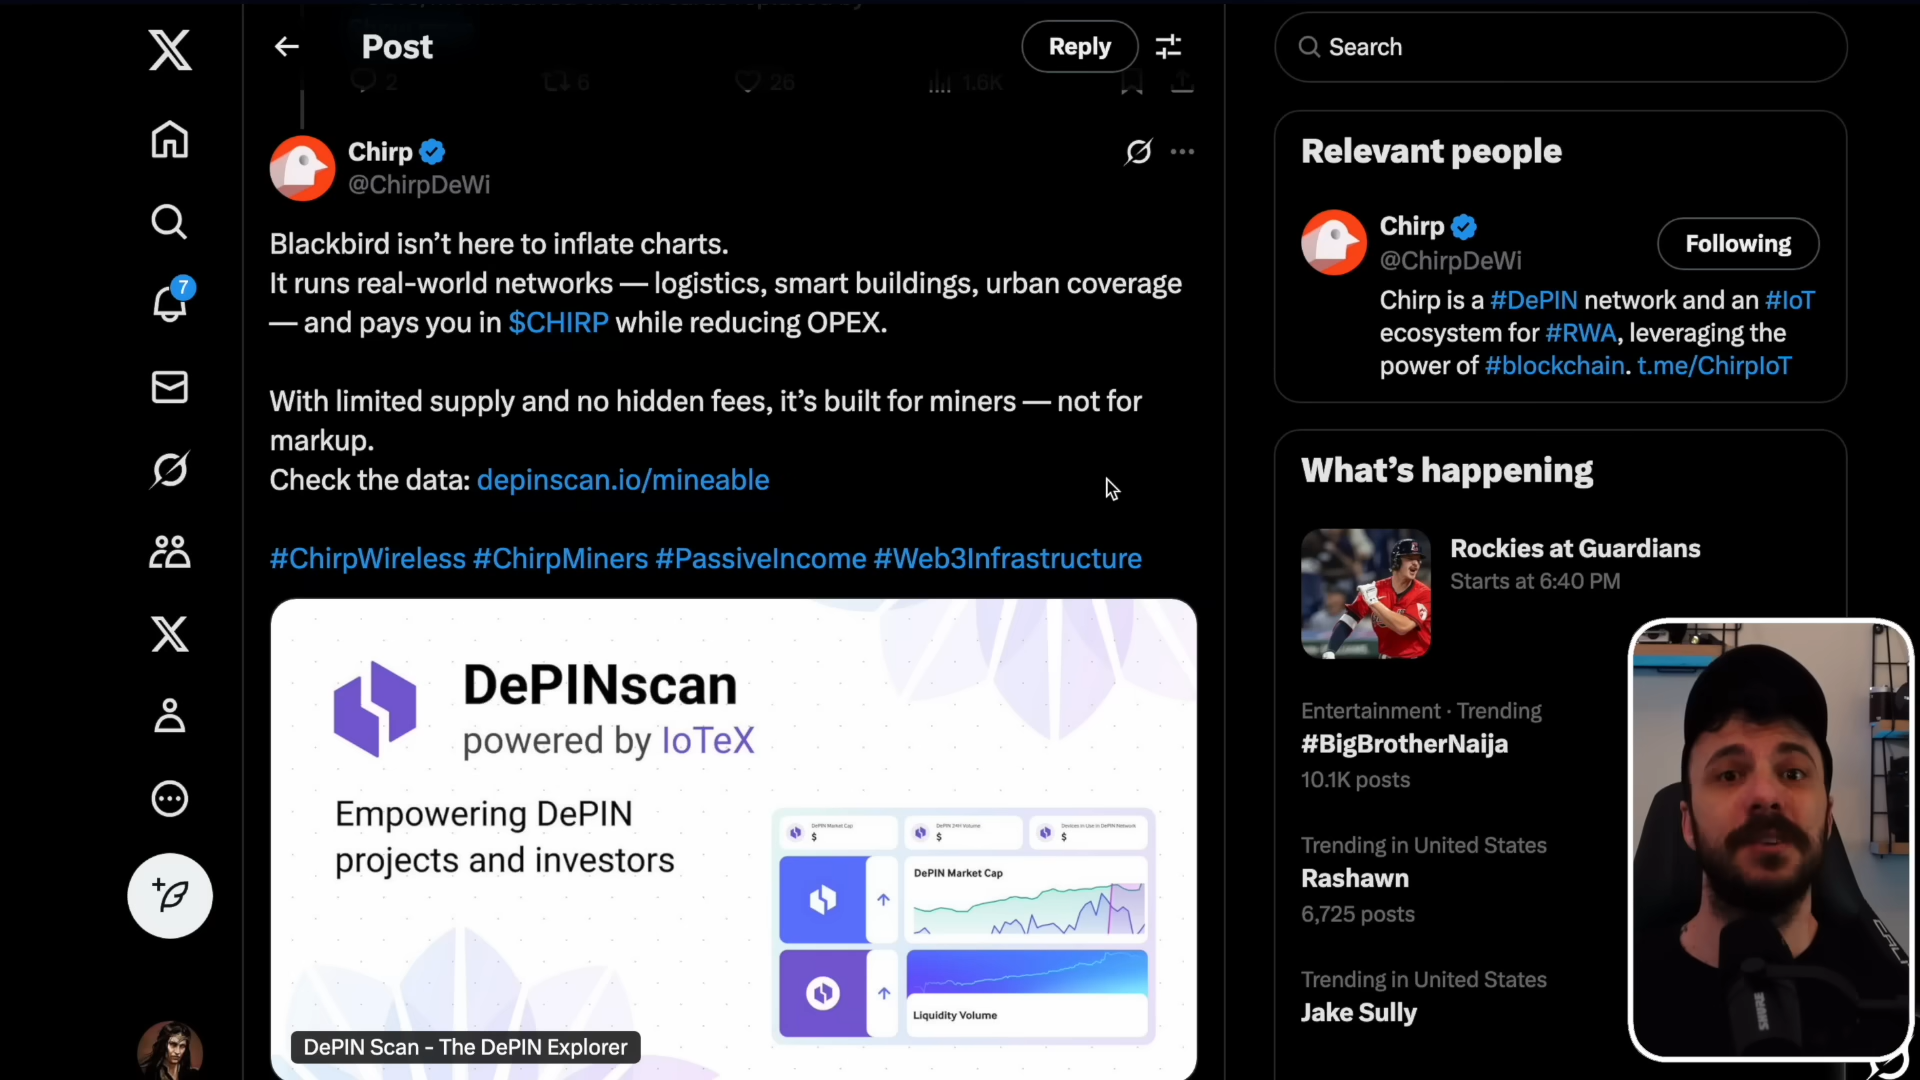 Post
Reply
Search
2
6
26
1.6K
7
Chirp
@ChirpDeWi
Blackbird isn’t here to inflate charts.
It runs real-world networks — logistics, smart buildings, urban coverage
— and pays you in $CHIRP while reducing OPEX.
With limited supply and no hidden fees, it’s built for miners — not for
markup.
Check the data: depinscan.io/mineable
#ChirpWireless #ChirpMiners #PassiveIncome #Web3Infrastructure
DePINscan
powered by IoTeX
Empowering DePIN
projects and investors
DePIN Market Cap
$
DePIN 24H Volume
$
Devices in Use in DePIN Network
$
DePIN Market Cap
Liquidity Volume
DePIN Scan - The DePIN Explorer
Relevant people
Chirp
@ChirpDeWi
Following
Chirp is a #DePIN network and an #IoT
ecosystem for #RWA, leveraging the
power of #blockchain. t.me/ChirpIoT
What’s happening
Rockies at Guardians
Starts at 6:40 PM
Entertainment · Trending
#BigBrotherNaija
10.1K posts
Trending in United States
Rashawn
6,725 posts
Trending in United States
Jake Sully
SHURE